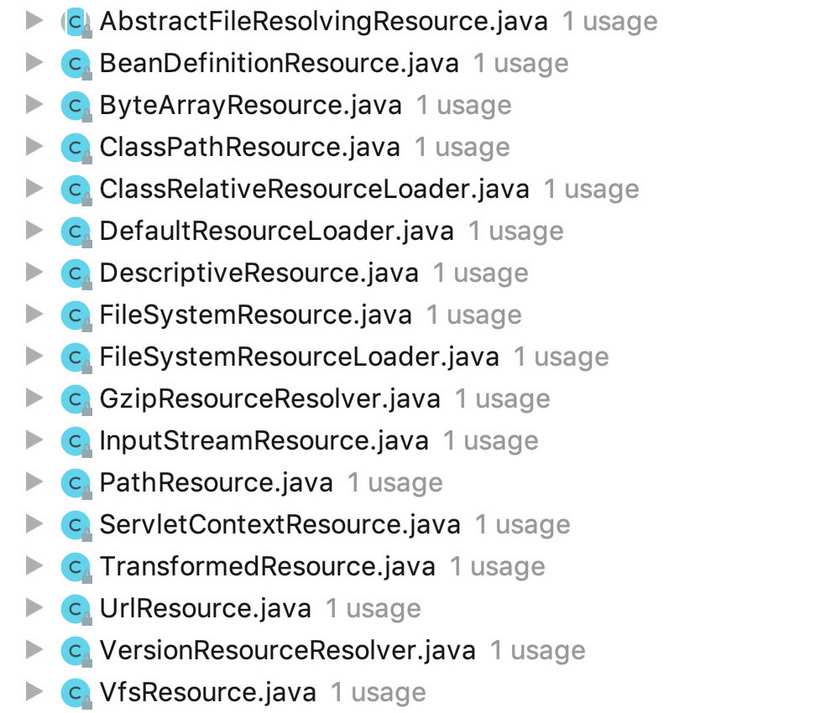 C AbstractFileResolvingResource.java 1 usage
C BeanDefinitionResource.java 1 usage
C ByteArrayResource.java 1 usage
C ClassPathResource.java 1 usage
C ClassRelativeResourceLoader.java 1 usage
C DefaultResourceLoader.java 1 usage
C DescriptiveResource.java 1 usage
C FileSystemResource.java 1 usage
C FileSystemResourceLoader.java 1 usage
C GzipResourceResolver.java 1 usage
C InputStreamResource.java 1 usage
C PathResource.java 1 usage
C ServletContextResource.java 1 usage
C TransformedResource.java 1 usage
C UrlResource.java 1 usage
C VersionResourceResolver.java 1 usage
C VfsResource.java 1 usage